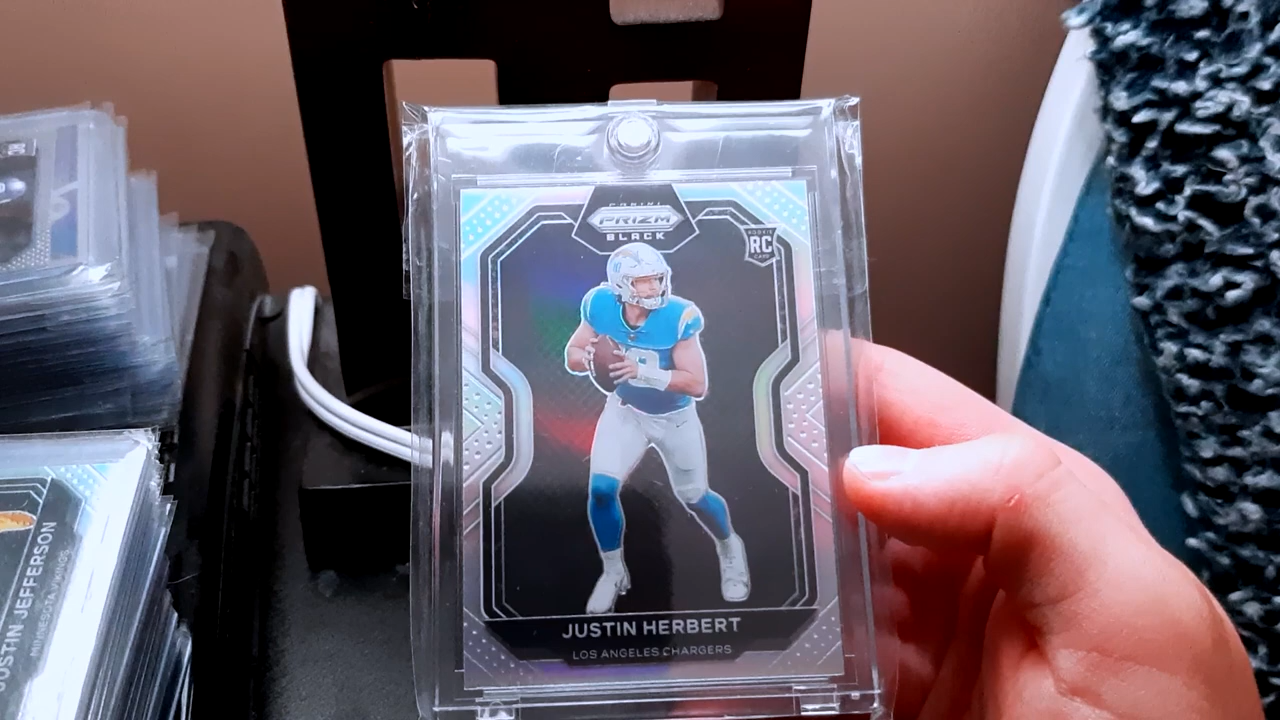 PANINI
PRIZM
BLACK
ROOKIE
RC
CARD
JUSTIN HERBERT
LOS ANGELES CHARGERS
JUSTIN JEFFERSON
MINNESOTA VIKINGS